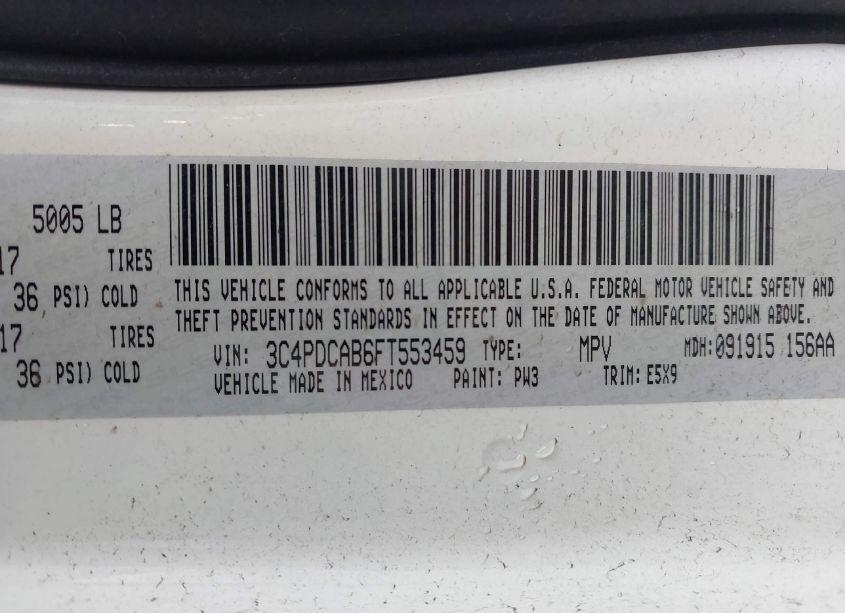 5005 LB
17 TIRES
36 PSI) COLD
THIS VEHICLE CONFORMS TO ALL APPLICABLE U.S.A. FEDERAL MOTOR VEHICLE SAFETY AND
THEFT PREVENTION STANDARDS IN EFFECT ON THE DATE OF MANUFACTURE SHOWN ABOVE.
17 TIRES
36 PSI) COLD
VIN: 3C4PDCAB6FT553459 TYPE: MPV MDH: 091915 156AA
VEHICLE MADE IN MEXICO PAINT: PW3 TRIM: E5X9